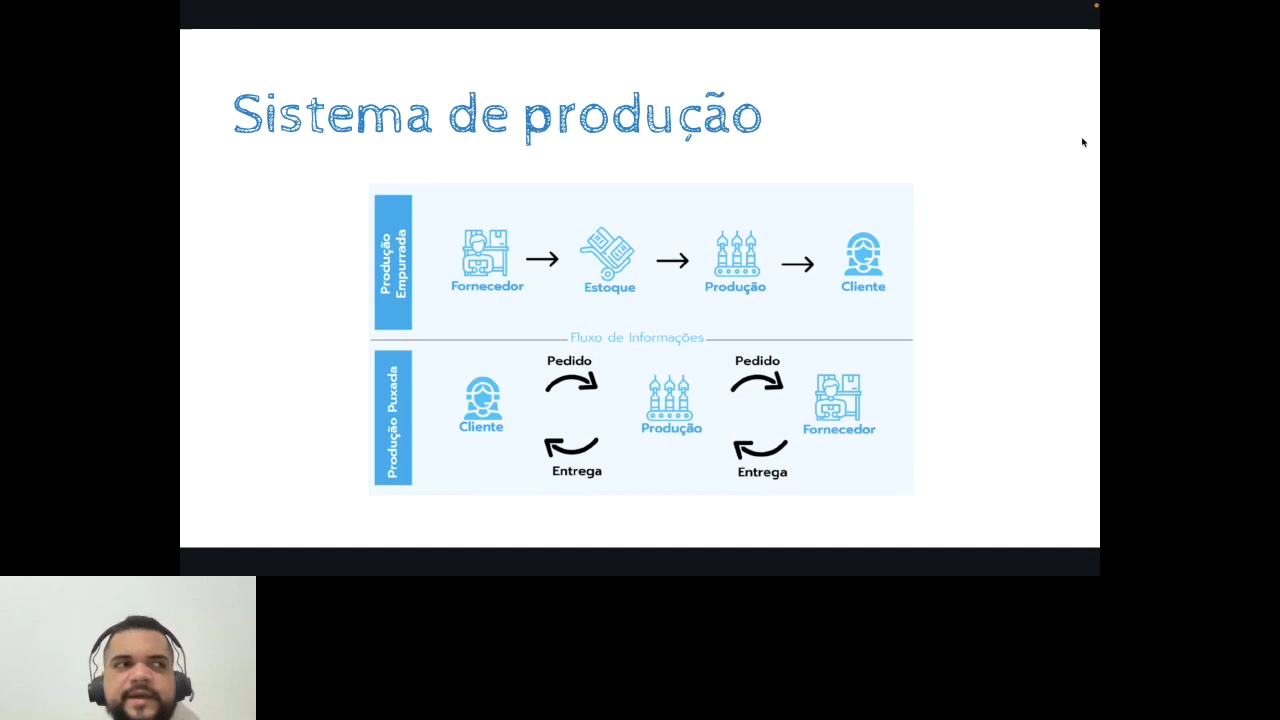 Sistema de produção
Produção
Empurrada
Fornecedor
Estoque
Produção
Cliente
Fluxo de Informações
Produção Puxada
Pedido
Pedido
Cliente
Produção
Fornecedor
Entrega
Entrega